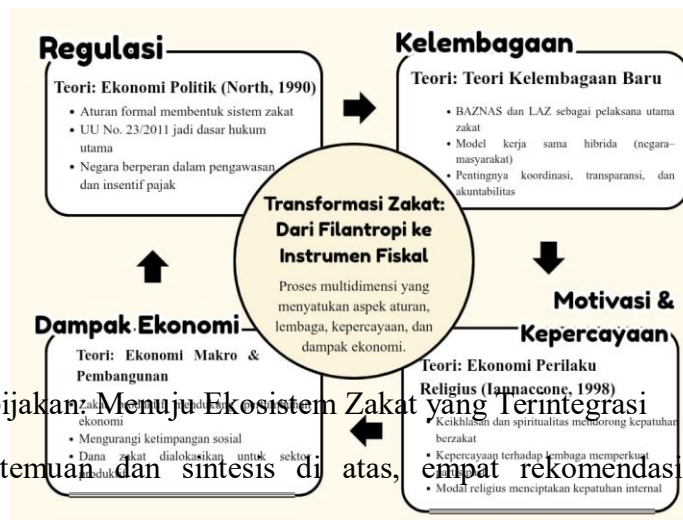 Regulasi
Teori: Ekonomi Politik (North, 1990)
• Aturan formal membentuk sistem zakat
• UU No. 23/2011 jadi dasar hukum
utama
• Negara berperan dalam pengawasan
dan insentif pajak
Kelembagaan
Teori: Teori Kelembagaan Baru
• BAZNAS dan LAZ sebagai pelaksana utama
zakat
• Model kerja sama hibrida (negara–
masyarakat)
• Pentingnya koordinasi, transparansi, dan
akuntabilitas
Transformasi Zakat:
Dari Filantropi ke
Instrumen Fiskal
Proses multidimensi yang
menyatukan aspek aturan,
lembaga, kepercayaan, dan
dampak ekonomi.
Motivasi &
Kepercayaan
Teori: Ekonomi Perilaku
Religius (Iannaccone, 1998)
• Keikhlasan dan spiritualitas mendorong kepatuhan
berzakat
• Kepercayaan terhadap lembaga memperkuat
• Modal religius menciptakan kepatuhan internal
Dampak Ekonomi
Teori: Ekonomi Makro &
Pembangunan
• Zakat
ekonomi
• Mengurangi ketimpangan sosial
• Dana zakat dialokasikan untuk sektor
produktif
bijakan: Menuju Ekosistem Zakat yang Terintegrasi
temuan dan sintesis di atas, empat rekomendasi